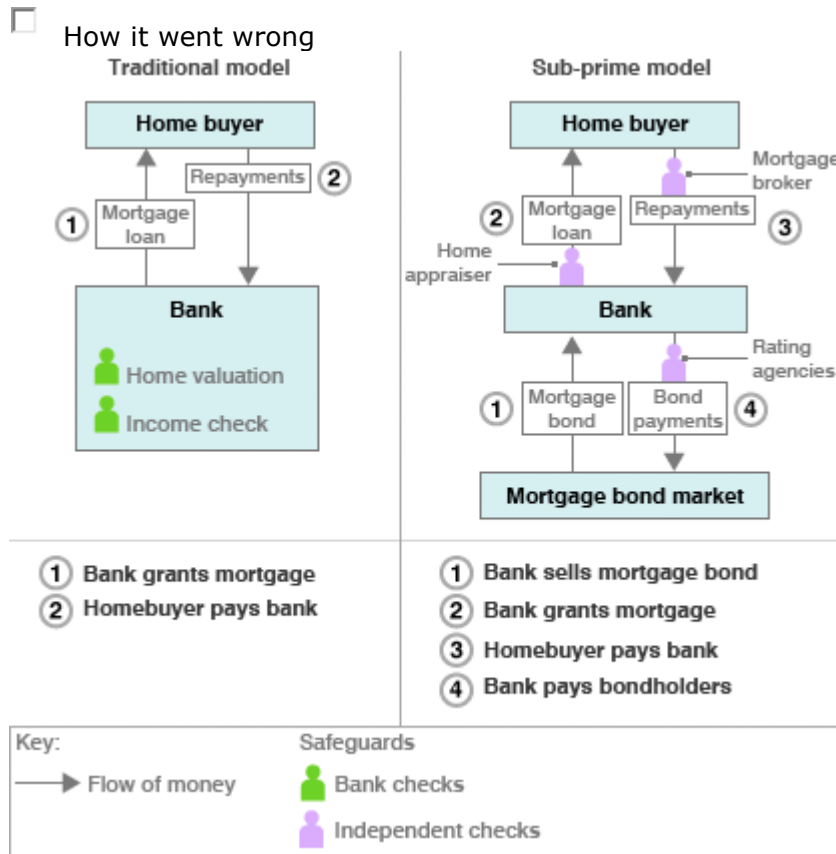 How it went wrong
Traditional model
Home buyer
Repayments
2
1
Mortgage
loan
Bank
Home valuation
Income check
Sub-prime model
Home buyer
Mortgage
broker
2
Mortgage
loan
Repayments
3
Home
appraiser
Bank
Rating
agencies
1
Mortgage
bond
Bond
payments
4
Mortgage bond market
1 Bank grants mortgage
2 Homebuyer pays bank
1 Bank sells mortgage bond
2 Bank grants mortgage
3 Homebuyer pays bank
4 Bank pays bondholders
Key:
Flow of money
Safeguards
Bank checks
Independent checks